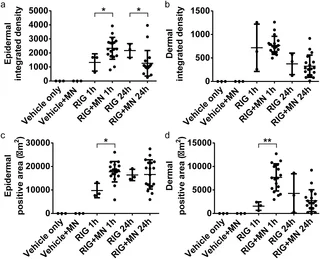 a
Epidermal
integrated density
5000
4000
3000
2000
1000
0
*
*
Vehicle only
Vehicle+MN
RIG 1h
RIG+MN 1h
RIG 24h
RIG+MN 24h
b
Dermal
integrated density
1500
1000
500
0
Vehicle only
Vehicle+MN
RIG 1h
RIG+MN 1h
RIG 24h
RIG+MN 24h
c
Epidermal
positive area (
m²)
30000
20000
10000
0
*
Vehicle only
Vehicle+MN
RIG 1h
RIG+MN 1h
RIG 24h
RIG+MN 24h
d
Dermal
positive area (
m²)
15000
10000
5000
0
**
Vehicle only
Vehicle+MN
RIG 1h
RIG+MN 1h
RIG 24h
RIG+MN 24h